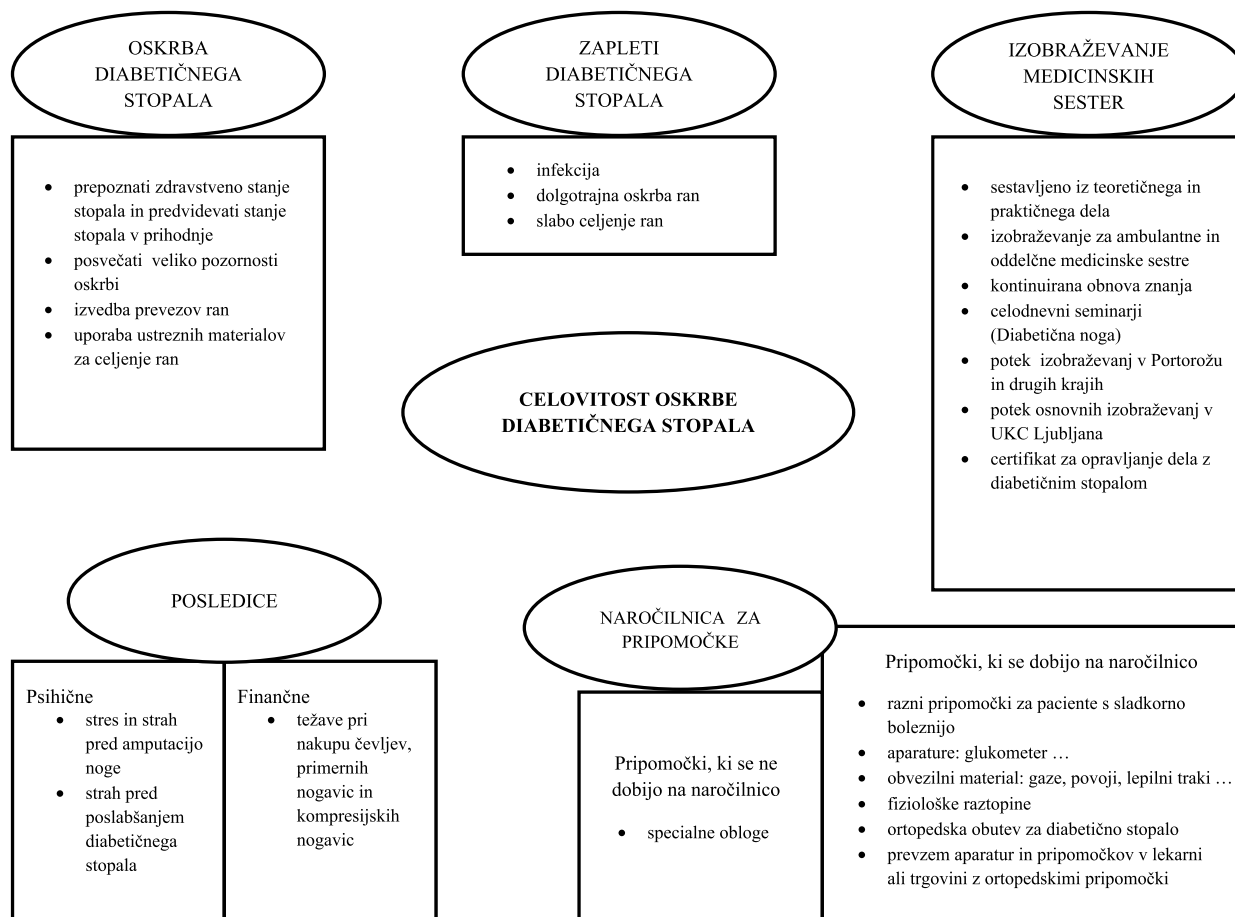 OSKRBA
DIABETIČNEGA
STOPALA
prepoznati zdravstveno stanje
stopala in predvidevati stanje
stopala v prihodnje
posvečati veliko pozornosti
oskrbi
izvedba prevezov ran
uporaba ustreznih materialov
za celjenje ran
ZAPLETI
DIABETIČNEGA
STOPALA
infekcija
dolgotrajna oskrba ran
slabo celjenje ran
IZOBRAŽEVANJE
MEDICINSKIH
SESTER
sestavljeno iz teoretičnega in
praktičnega dela
izobraževanje za ambulantne in
oddelčne medicinske sestre
kontinuirana obnova znanja
celodnevni seminarji
(Diabetična noga)
potek izobraževanj v Portorožu
in drugih krajih
potek osnovnih izobraževanj v
UKC Ljubljana
certifikat za opravljanje dela z
diabetičnim stopalom
CELOVITOST OSKRBE
DIABETIČNEGA STOPALA
POSLEDICE
Psihične
stres in strah
pred amputacijo
noge
strah pred
poslabšanjem
diabetičnega
stopala
Finančne
težave pri
nakupu čevljev,
primernih
nogavic in
kompresijskih
nogavic
NAROČILNICA ZA
PRIPOMOČKE
Pripomočki, ki se ne
dobijo na naročilnico
specialne obloge
Pripomočki, ki se dobijo na naročilnico
razni pripomočki za paciente s sladkorno
boleznijo
aparature: glukometer …
obvezilni material: gaze, povoji, lepilni traki …
fiziološke raztopine
ortopedska obutev za diabetično stopalo
prevzem aparatur in pripomočkov v lekarni
ali trgovini z ortopedskimi pripomočki